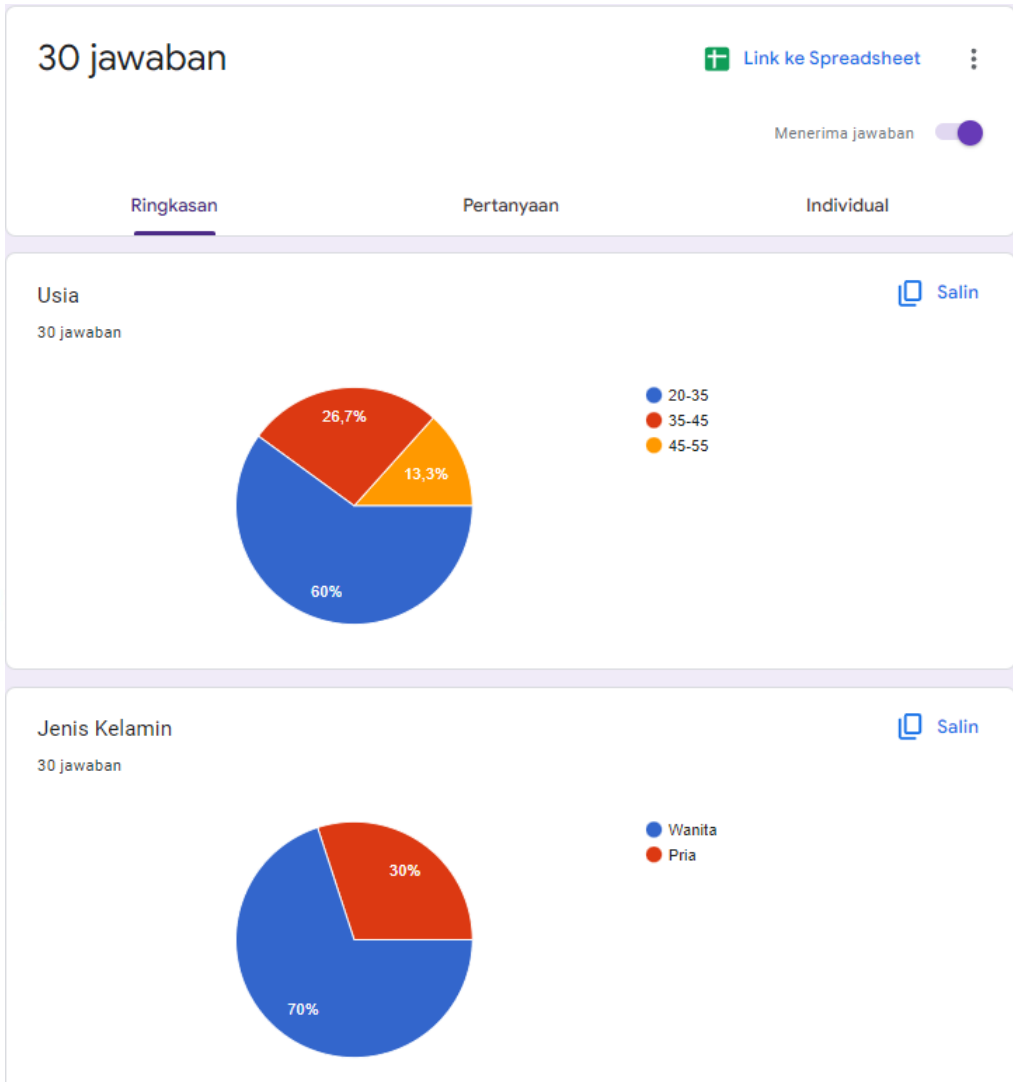 30 jawaban
Link ke Spreadsheet
Menerima jawaban
Ringkasan Pertanyaan Individual
Usia
Salin
30 jawaban
26,7%
13,3%
60%
20-35
35-45
45-55
Jenis Kelamin
Salin
30 jawaban
30%
70%
Wanita
Pria